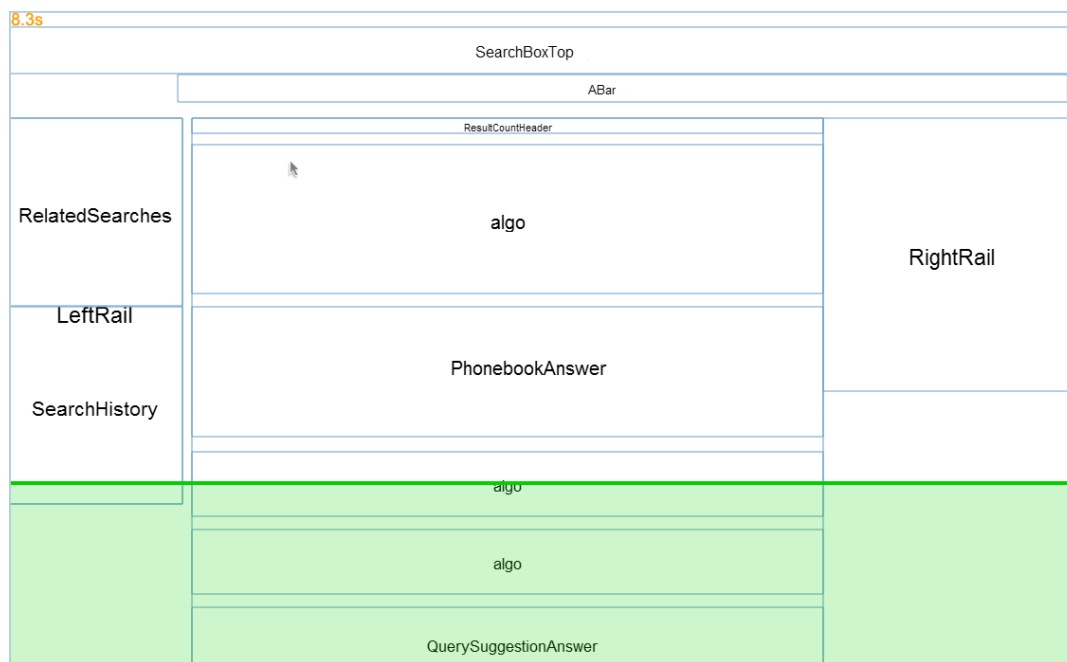 8.3s
SearchBoxTop
ABar
ResultCountHeader
RelatedSearches
algo
RightRail
LeftRail
PhonebookAnswer
SearchHistory
algo
algo
QuerySuggestionAnswer